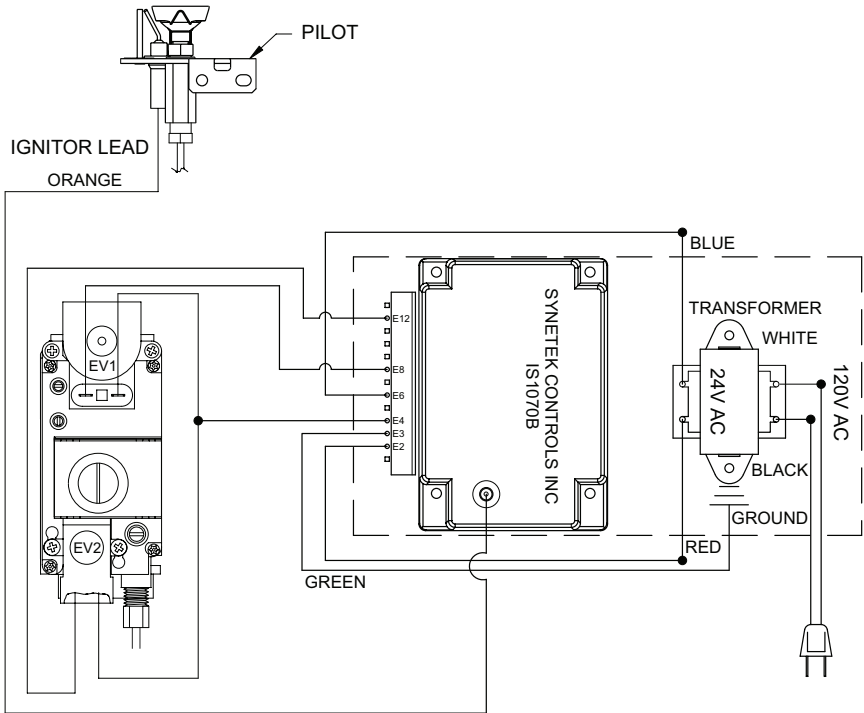 PILOT
IGNITOR LEAD
ORANGE
BLUE
TRANSFORMER
WHITE
EV1
E12
E8
E6
E4
E3
E2
SYNETEK CONTROLS INC
IS1070B
24V AC
120V AC
BLACK
GROUND
EV2
RED
GREEN